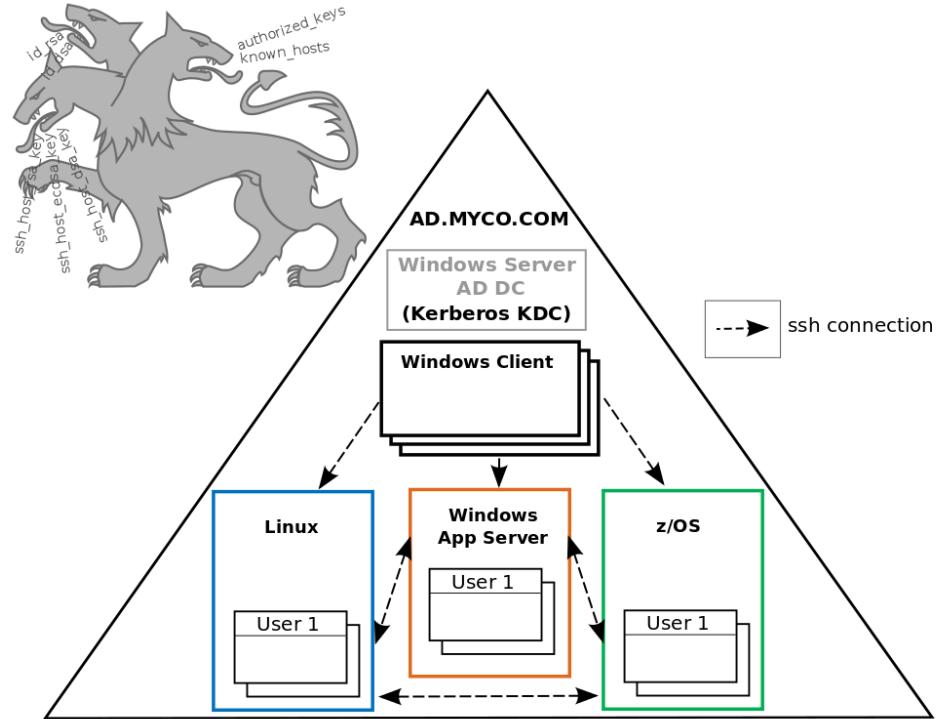 id_rsa
id_dsa
authorized_keys
known_hosts
ssh_host_rsa_key
ssh_host_ecdsa_key
ssh_host_dsa_key
AD.MYCO.COM
Windows Server
AD DC
(Kerberos KDC)
ssh connection
Windows Client
Linux
Windows
App Server
z/OS
User 1
User 1
User 1